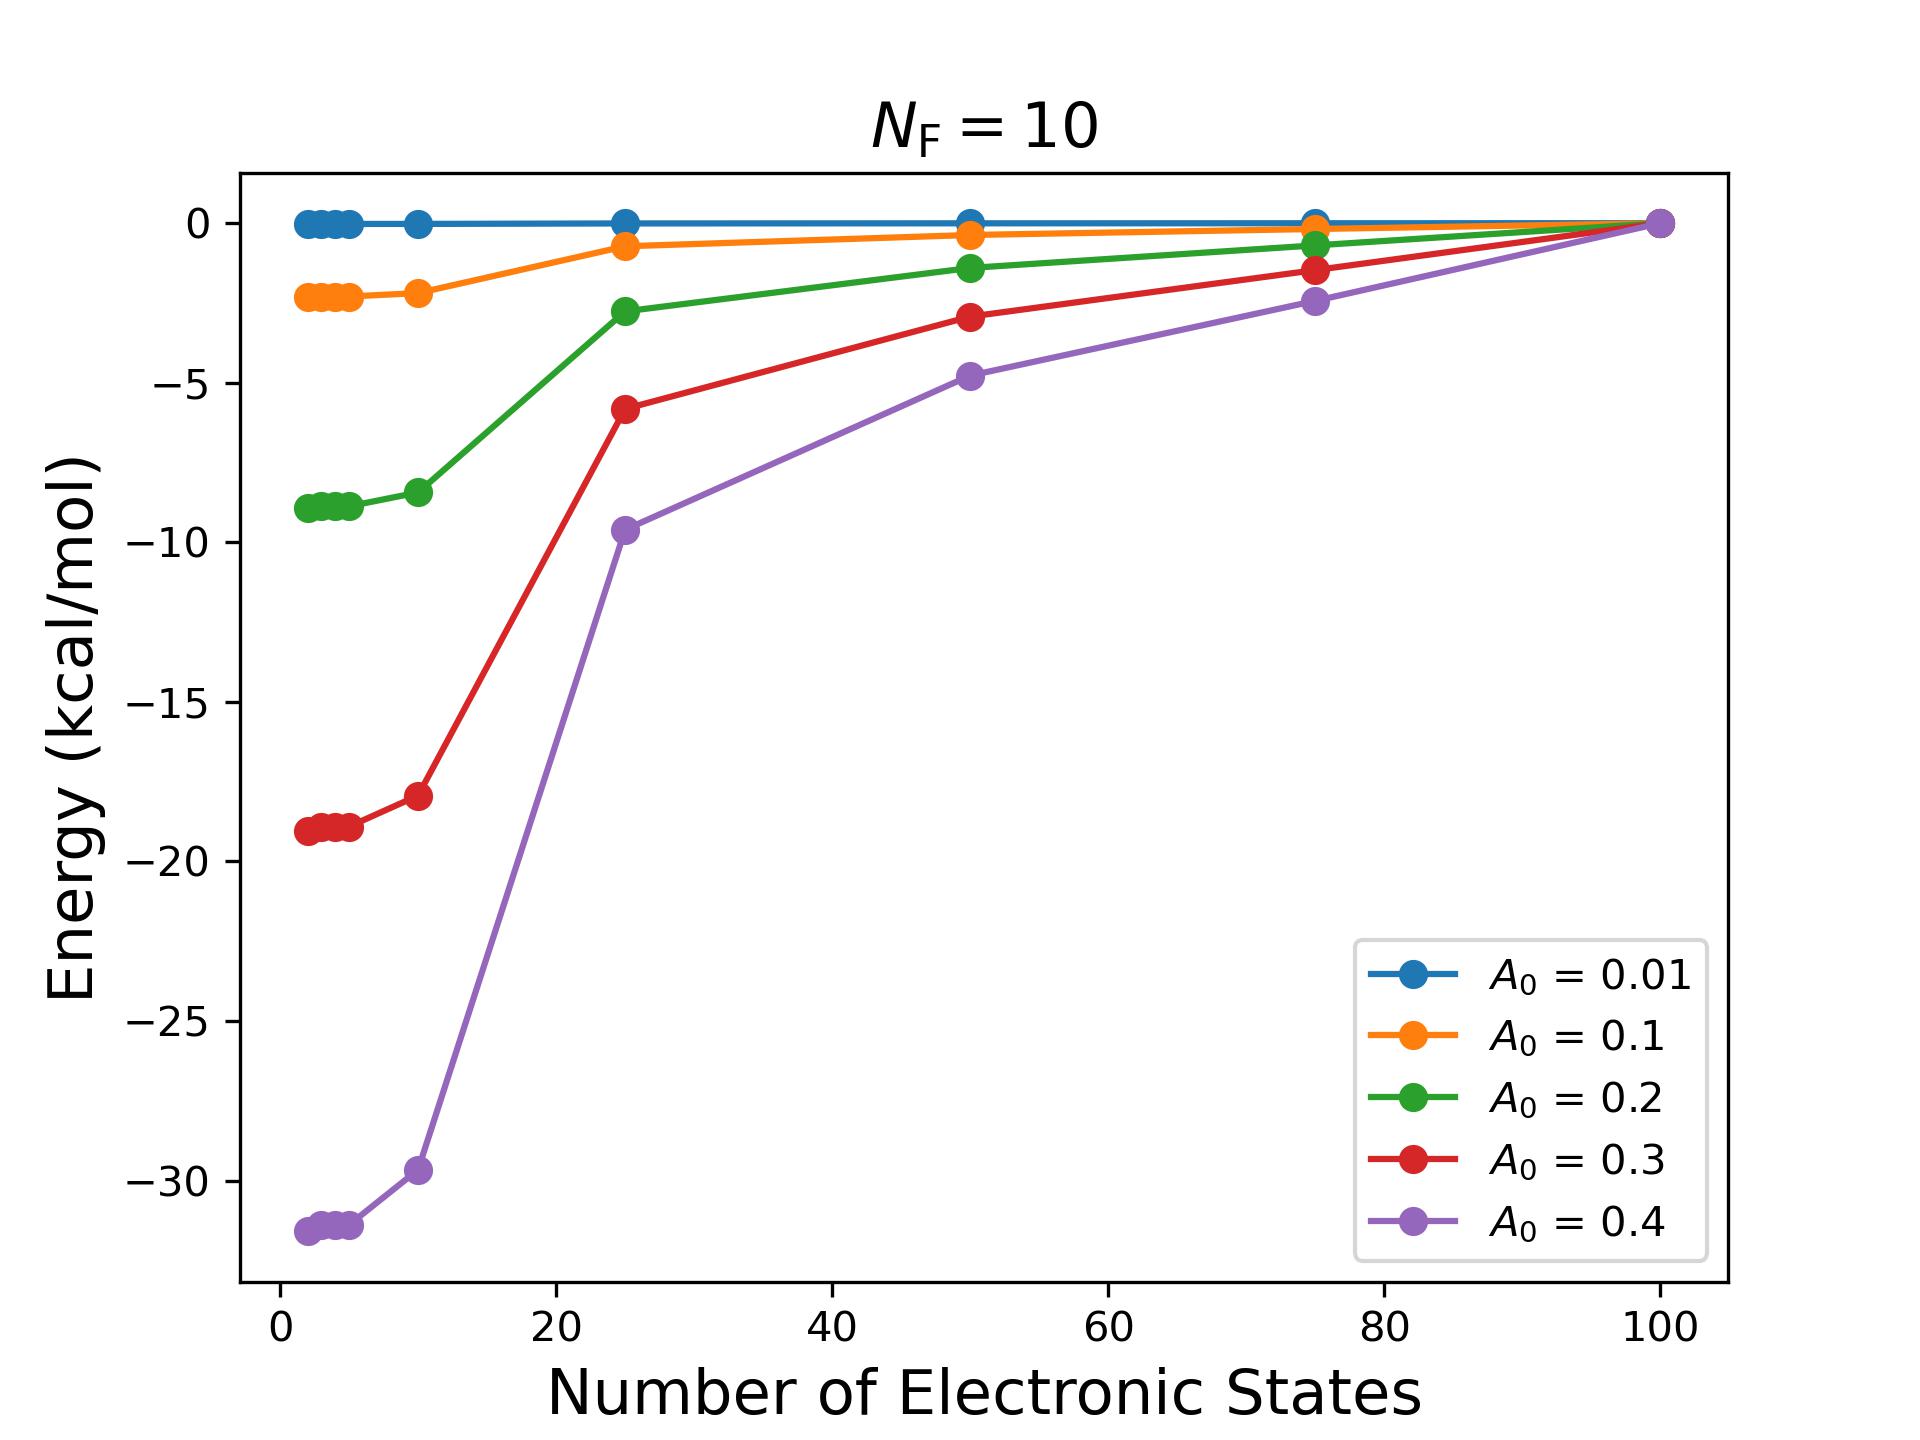 N_F = 10
0
−5
−10
−15
−20
−25
−30
Energy (kcal/mol)
A_0 = 0.01
A_0 = 0.1
A_0 = 0.2
A_0 = 0.3
A_0 = 0.4
0 20 40 60 80 100
Number of Electronic States